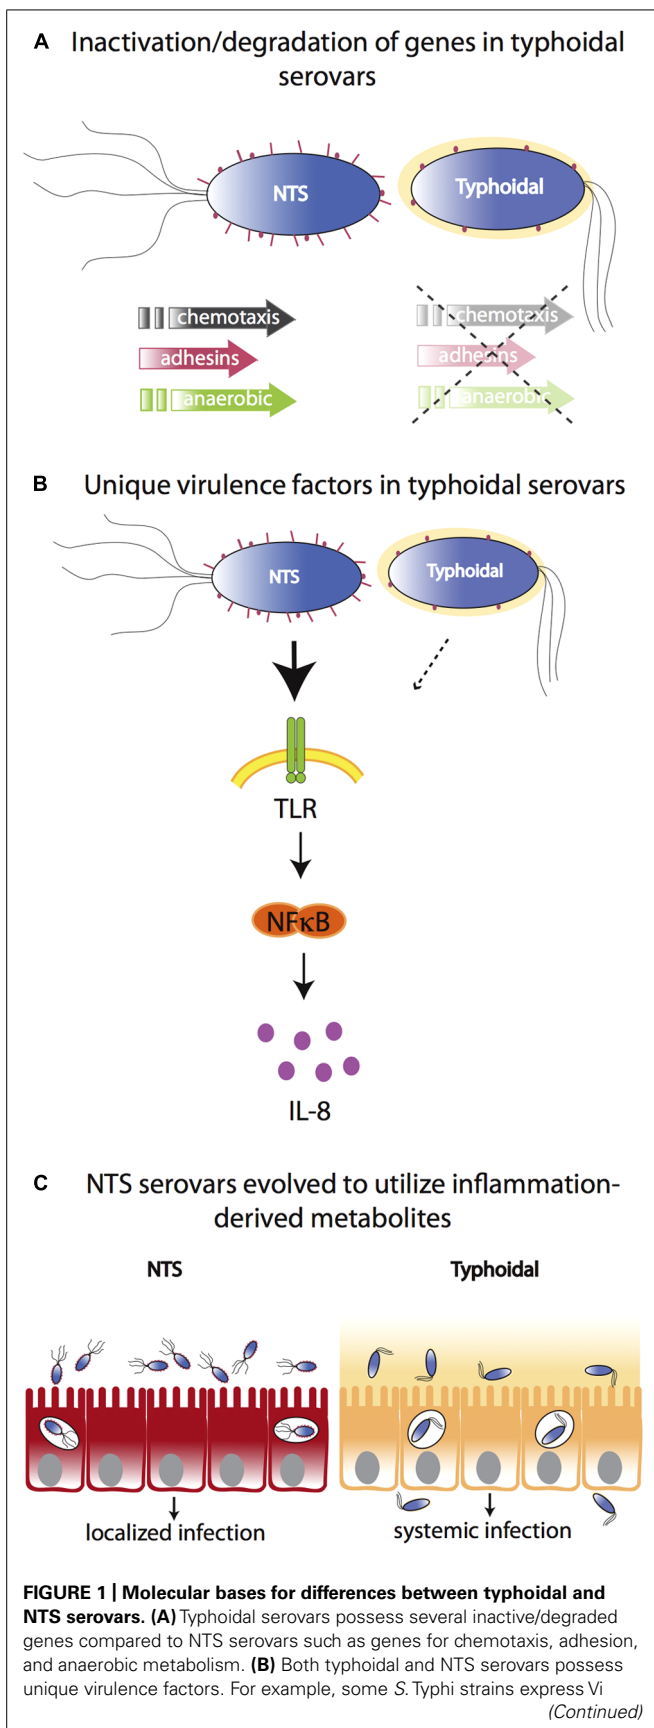 A Inactivation/degradation of genes in typhoidal
serovars
NTS
Typhoidal
chemotaxis
adhesins
anaerobic
chemotaxis
adhesins
anaerobic
B Unique virulence factors in typhoidal serovars
NTS
Typhoidal
TLR
NFκB
IL-8
C NTS serovars evolved to utilize inflammation-
derived metabolites
NTS
Typhoidal
localized infection
systemic infection
FIGURE 1 | Molecular bases for differences between typhoidal and
NTS serovars. (A) Typhoidal serovars possess several inactive/degraded
genes compared to NTS serovars such as genes for chemotaxis, adhesion,
and anaerobic metabolism. (B) Both typhoidal and NTS serovars possess
unique virulence factors. For example, some S. Typhi strains express Vi
(Continued)